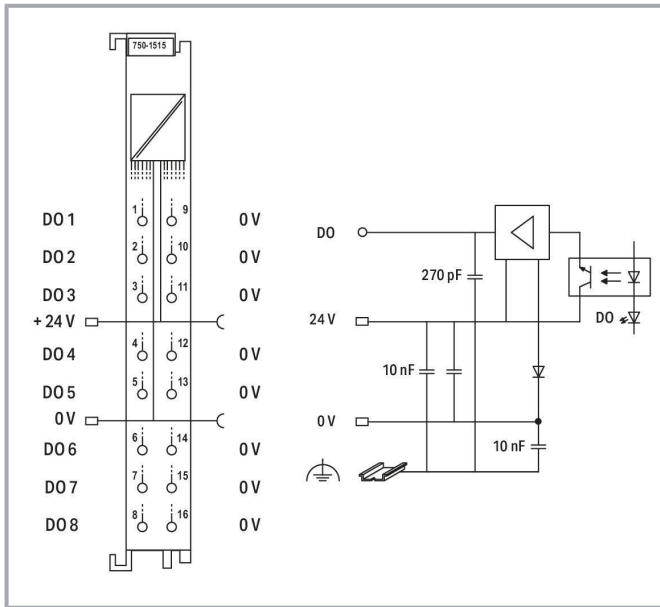 750-1515
DO 1 1 9 0 V
DO 2 2 10 0 V
DO 3 3 11 0 V
+ 24 V
DO 4 4 12 0 V
DO 5 5 13 0 V
0 V
DO 6 6 14 0 V
DO 7 7 15 0 V
DO 8 8 16 0 V
DO
270 pF
24 V
DO
10 nF
0 V
10 nF